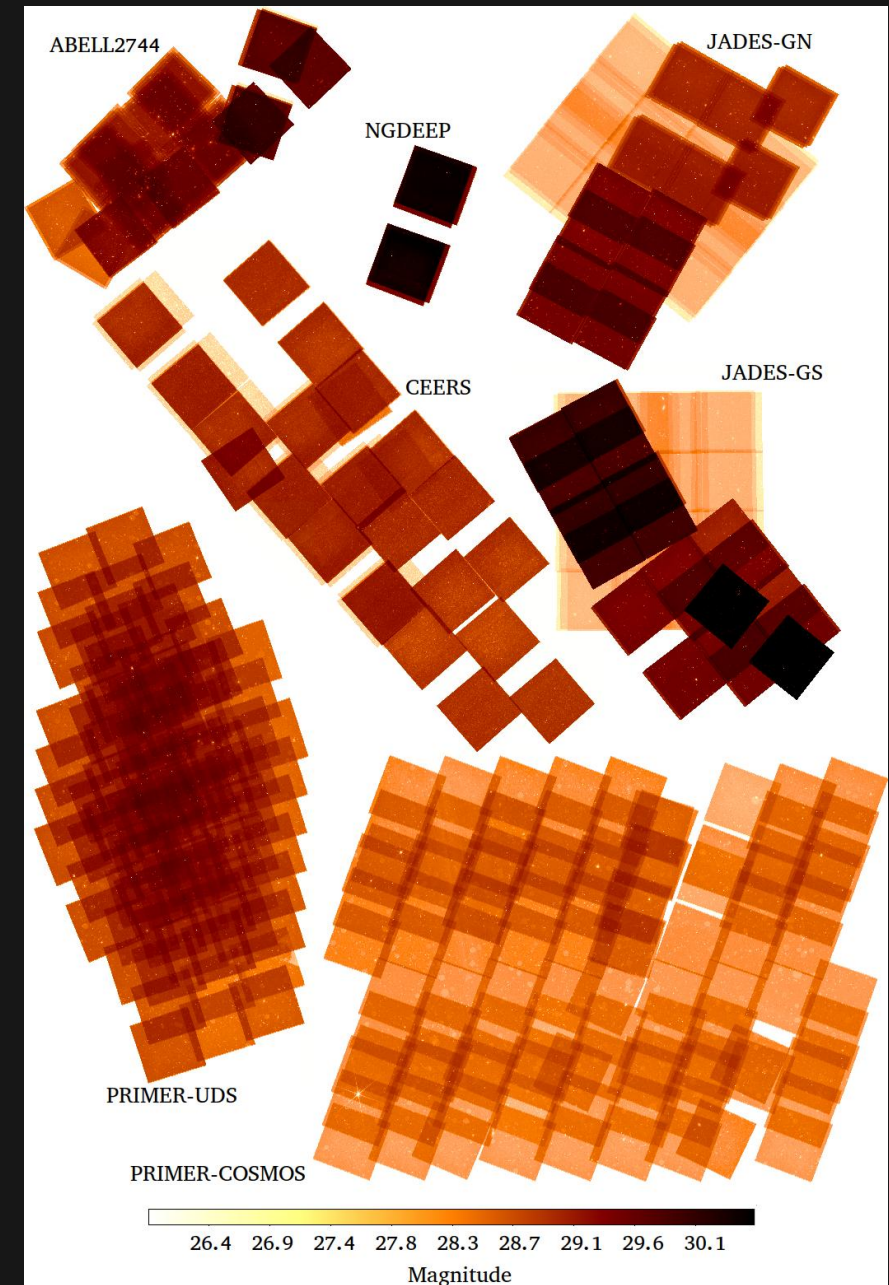 ABELL2744
JADES-GN
NGDEEP
JADES-GS
CEERS
PRIMER-UDS
PRIMER-COSMOS
26.4 26.9 27.4 27.8 28.3 28.7 29.1 29.6 30.1
Magnitude